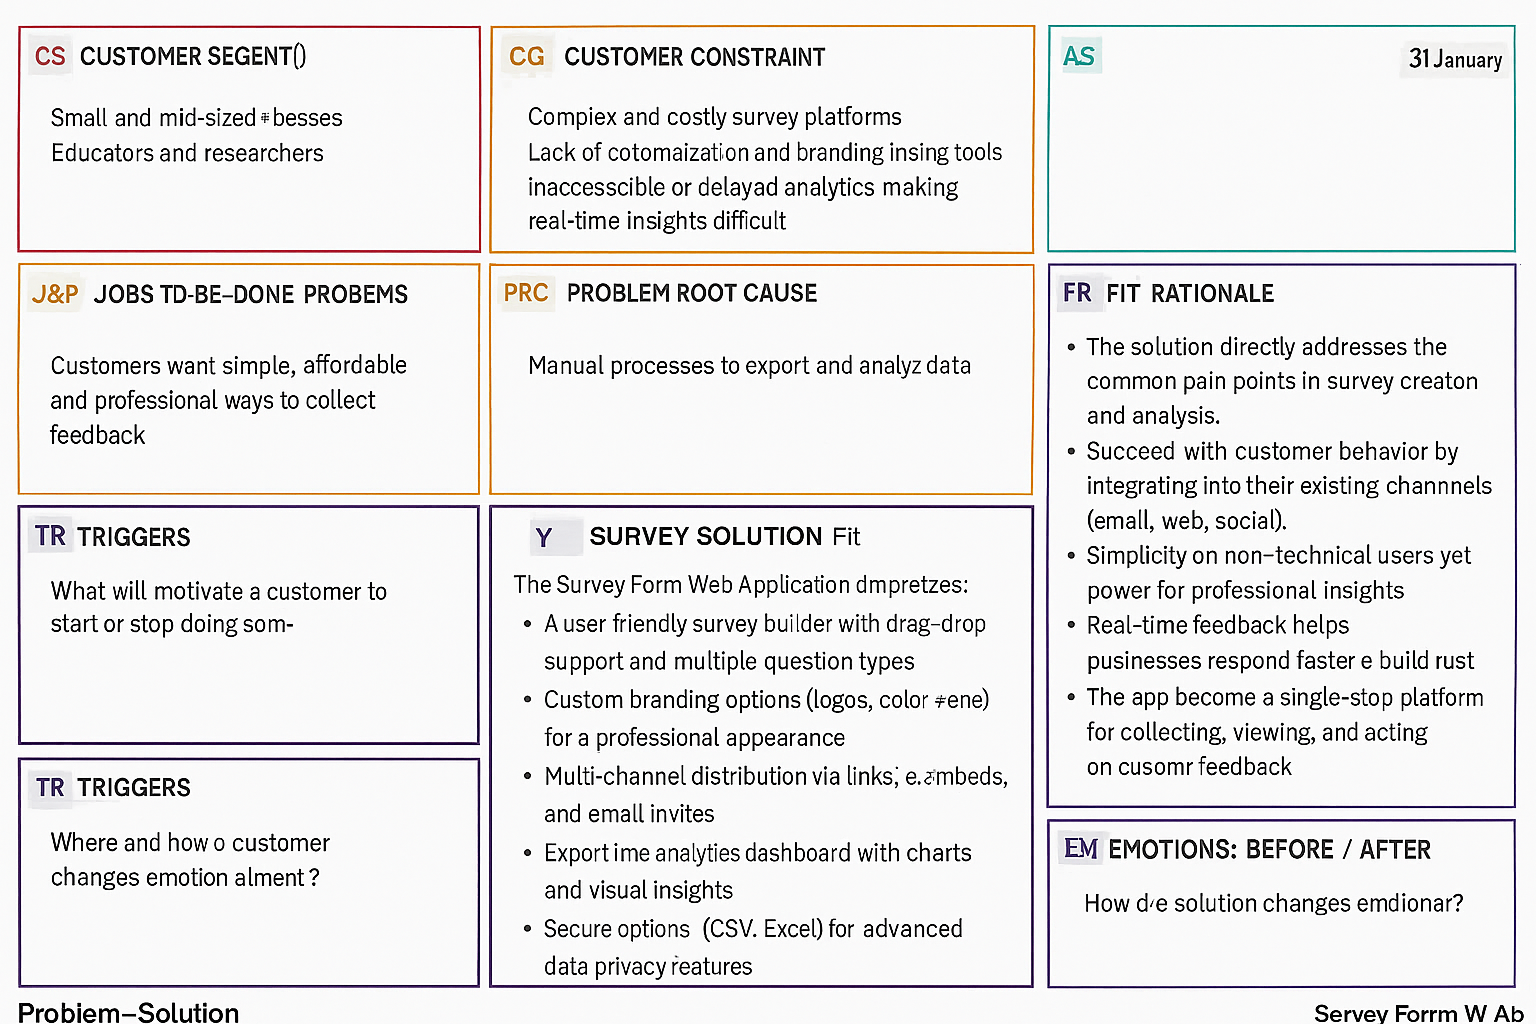 CS CUSTOMER SEGENT()
Small and mid-sized besses
Educators and researchers
CG CUSTOMER CONSTRAINT
Compiex and costly survey platforms
Lack of cotomaization and branding insing tools
inaccesscible or delayad analytics making
real-time insights difficult
AS
31 January
J&P JOBS TD-BE-DONE PROBEMS
Customers want simple, affordable
and professional ways to collect
feedback
PRC PROBLEM ROOT CAUSE
Manual processes to export and analyz data
FR FIT RATIONALE
• The solution directly addresses the
common pain points in survey creaton
and analysis.
• Succeed with customer behavior by
integrating into their existing channnels
(emall, web, social).
• Simplicity on non-technical users yet
power for professional insights
• Real-time feedback helps
pusinesses respond faster e build rust
• The app become a single-stop platform
for collecting, viewing, and acting
on cusomr feedback
TR TRIGGERS
What will motivate a customer to
start or stop doing som-
Y SURVEY SOLUTION Fit
The Survey Form Web Application dmpretzes:
• A user friendly survey builder with drag-drop
support and multiple question types
• Custom branding options (logos, color
for a professional appearance
• Multi-channel distribution via links,
and emall invites
• Export ime analyties dashboard with charts
and visual insights
• Secure options (CSV. Excel) for advanced
data privacy reatures
TR TRIGGERS
Where and how o customer
changes emotion alment?
EM EMOTIONS: BEFORE / AFTER
How solution changes emdionar?
Probiem-Solution
Servey Forrm W Ab